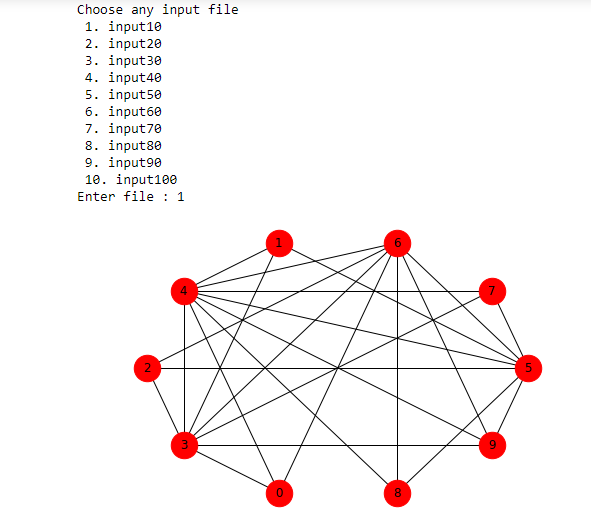 Choose any input file
1. input10
2. input20
3. input30
4. input40
5. input50
6. input60
7. input70
8. input80
9. input90
10. input100
Enter file : 1
1
6
4
7
2
5
3
9
0
8